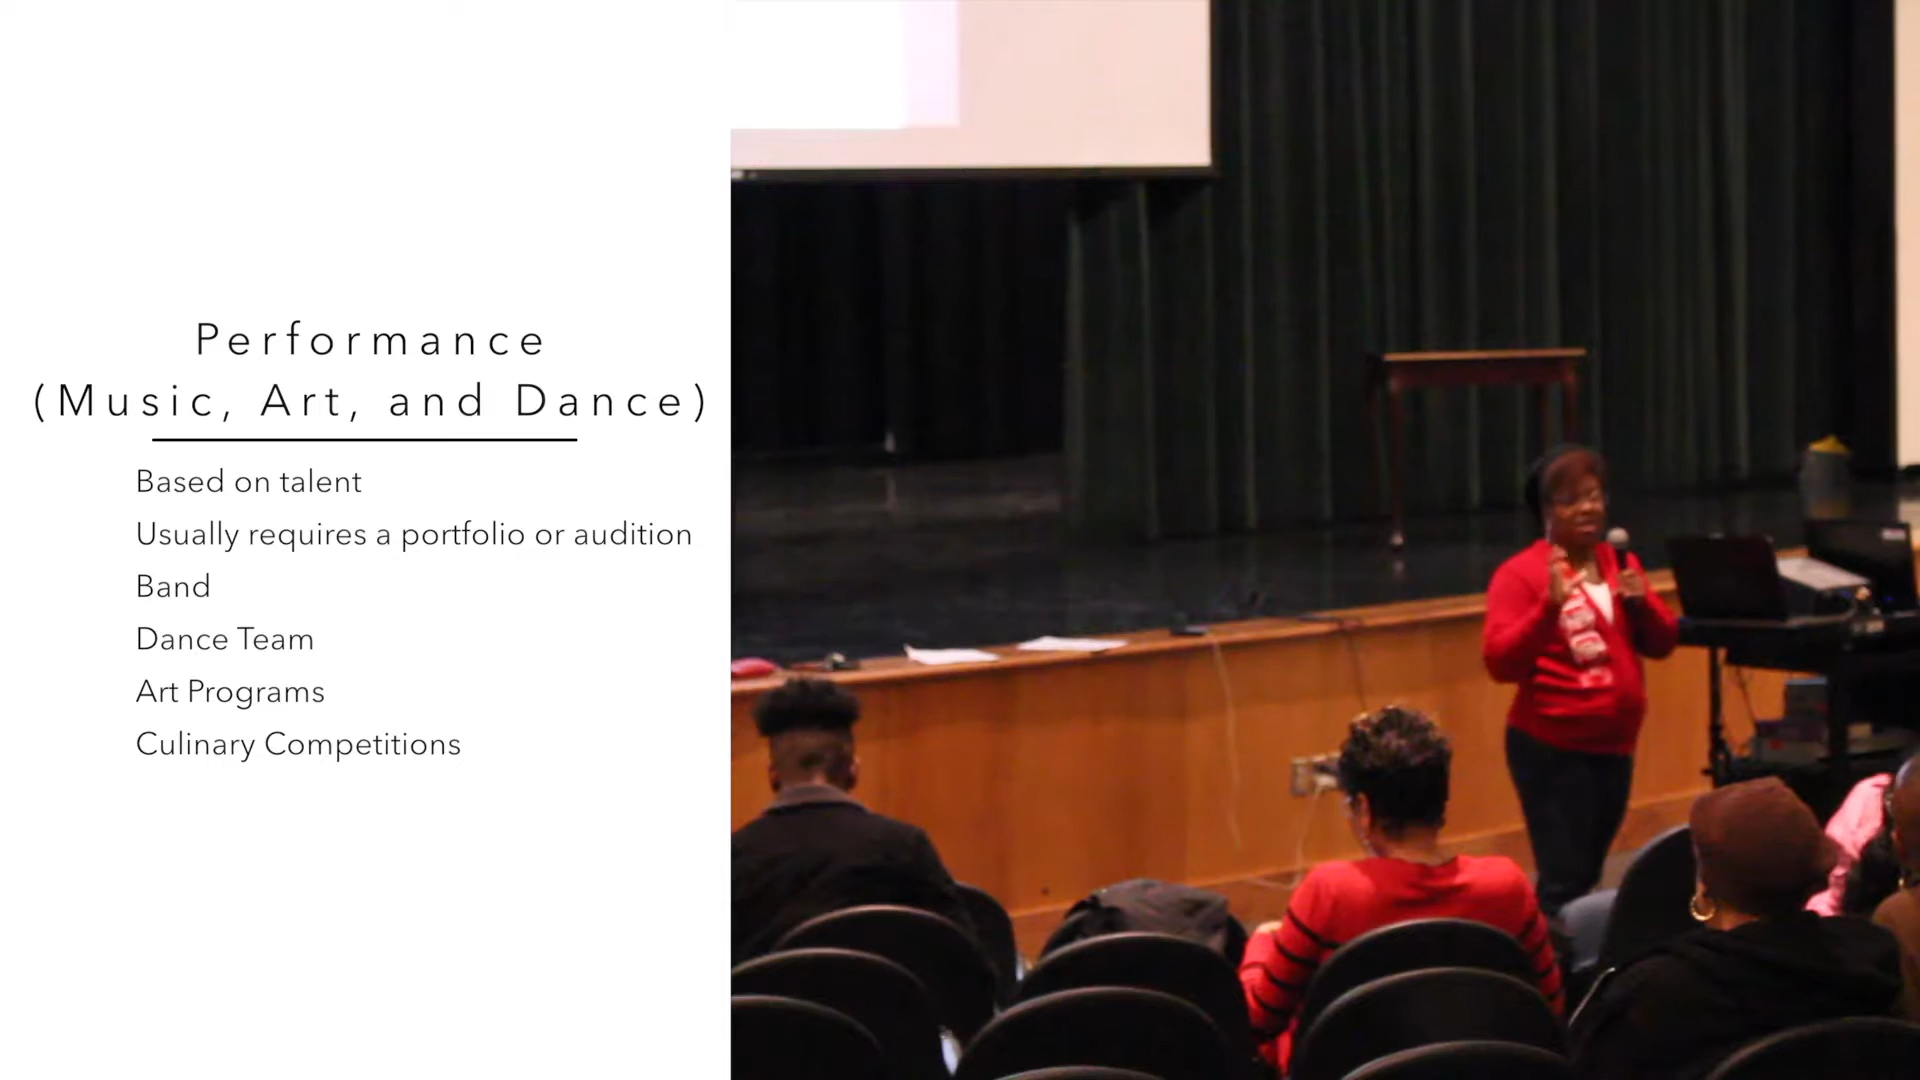 Performance
(Music, Art, and Dance)
Based on talent
Usually requires a portfolio or audition
Band
Dance Team
Art Programs
Culinary Competitions